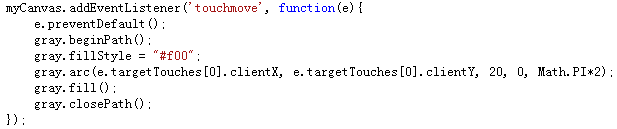 myCanvas.addEventListener('touchmove', function(e){
    e.preventDefault();
    gray.beginPath();
    gray.fillStyle = "#f00";
    gray.arc(e.targetTouches[0].clientX, e.targetTouches[0].clientY, 20, 0, Math.PI*2);
    gray.fill();
    gray.closePath();
});